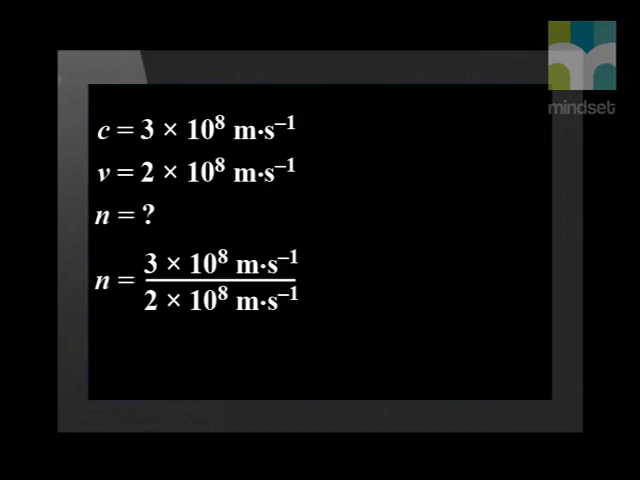 mindset
c = 3 × 10⁸ m·s⁻¹
v = 2 × 10⁸ m·s⁻¹
n = ?
n = 3 × 10⁸ m·s⁻¹
2 × 10⁸ m·s⁻¹